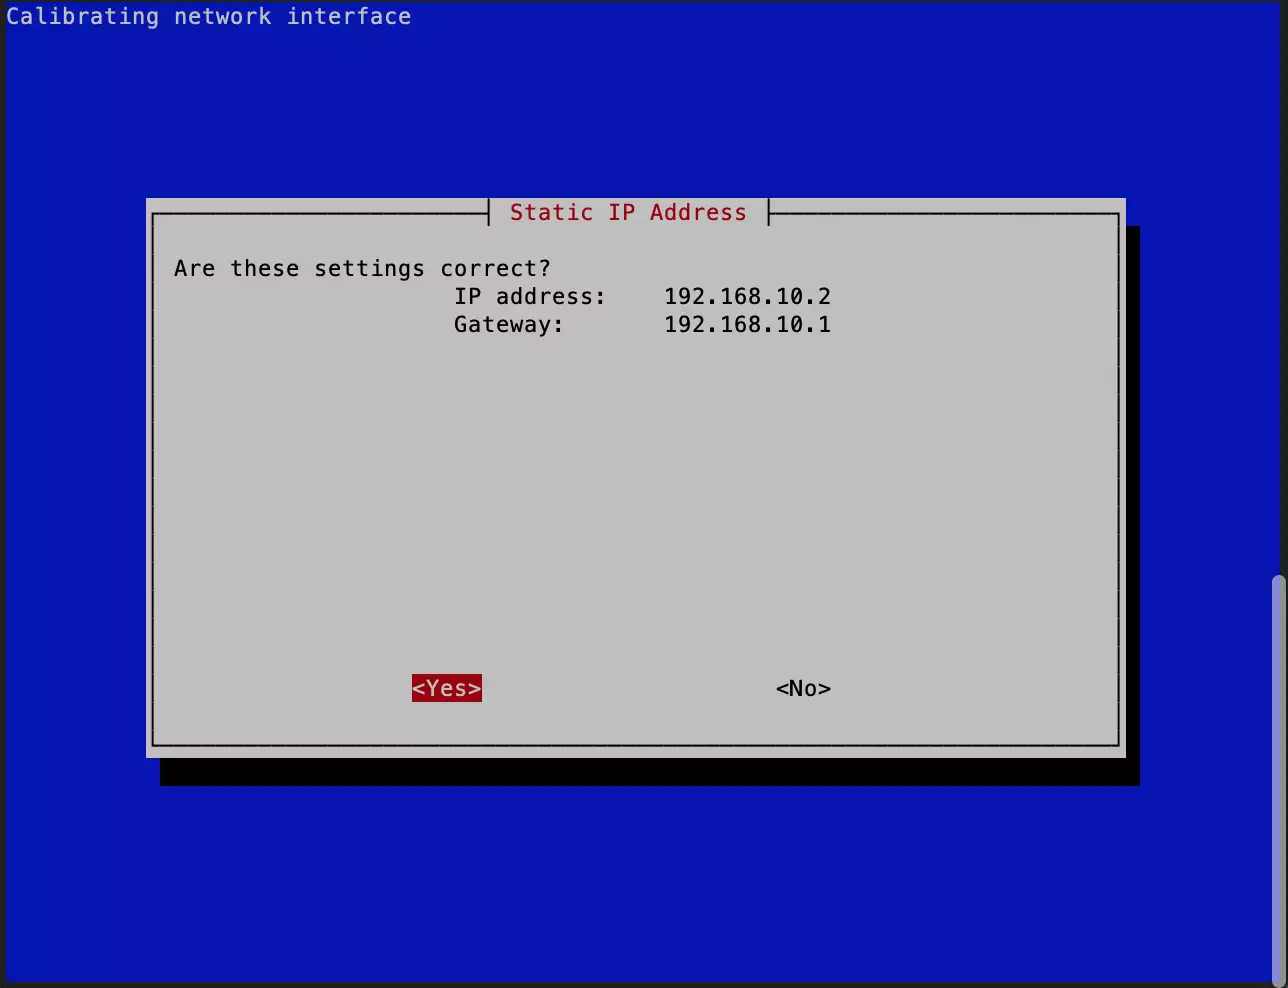 Calibrating network interface
Static IP Address
Are these settings correct?
IP address:    192.168.10.2
Gateway:       192.168.10.1
<Yes>                     <No>